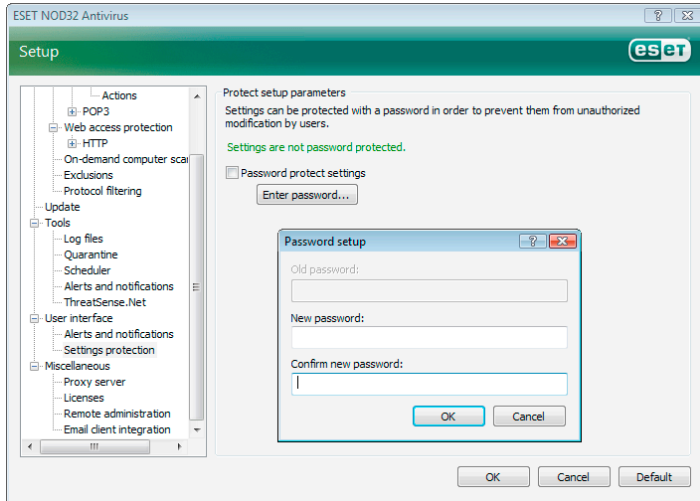 ESET NOD32 Antivirus
Setup
eseT
Actions
POP3
Web access protection
HTTP
On-demand computer scan
Exclusions
Protocol filtering
Update
Tools
Log files
Quarantine
Scheduler
Alerts and notifications
ThreatSense.Net
User interface
Alerts and notifications
Settings protection
Miscellaneous
Proxy server
Licenses
Remote administration
Email client integration
Protect setup parameters
Settings can be protected with a password in order to prevent them from unauthorized
modification by users.
Settings are not password protected.
Password protect settings
Enter password...
Password setup
Old password:
New password:
Confirm new password:
OK Cancel
OK Cancel Default